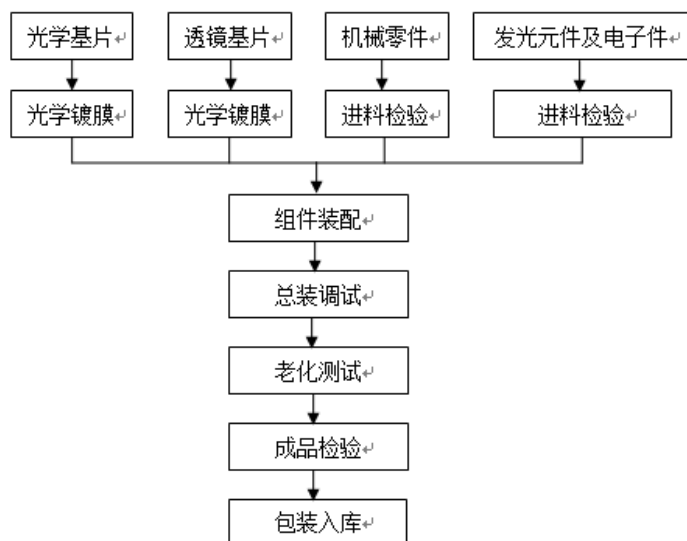 光学基片
透镜基片
机械零件
发光元件及电子件
光学镀膜
光学镀膜
进料检验
进料检验
组件装配
总装调试
老化测试
成品检验
包装入库